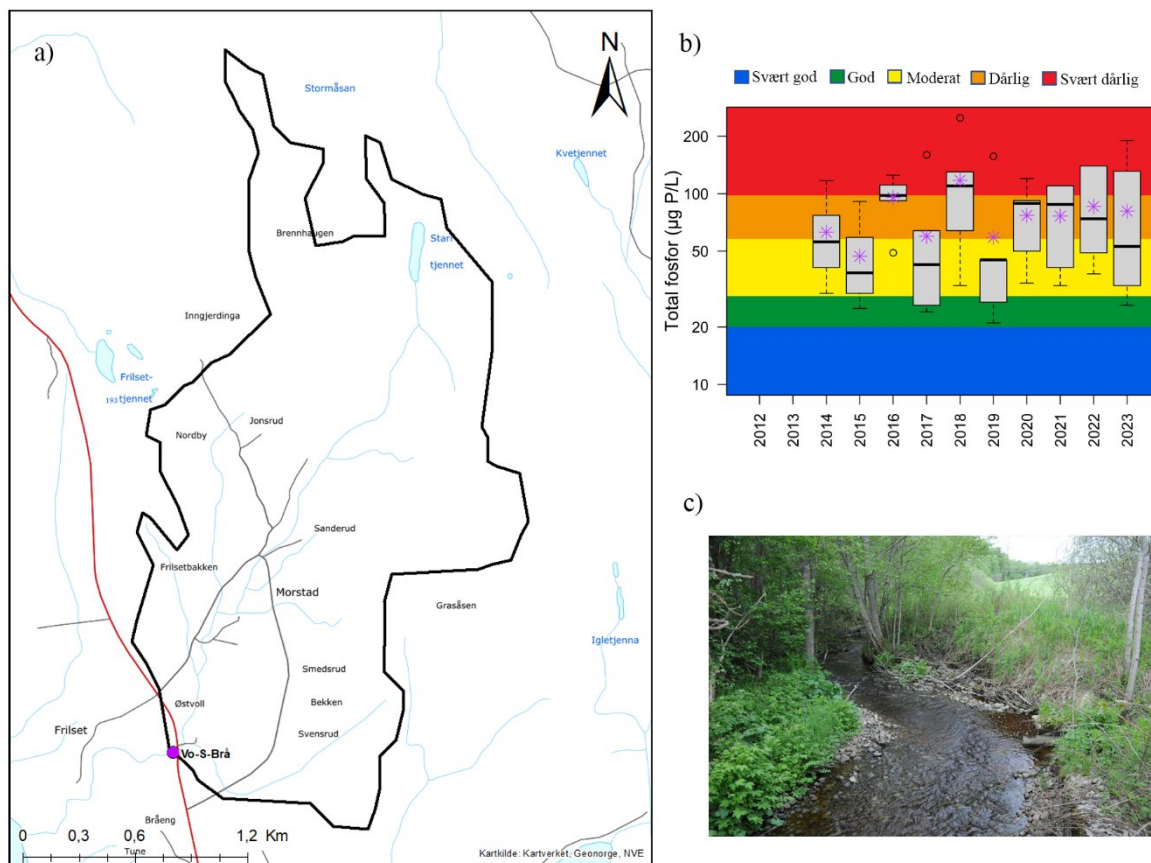 a)
N
Stormåsan
Kvetjennet
Brennhaugen
Stari
tjennet
Inngjerdinga
Frilset-
193 tjennet
Jonsrud
Nordby
Sanderud
Frilsetbakken
Morstad
Grasåsen
Igletjenna
Smedsrud
Østvoll
Bekken
Frilset
Svensrud
Vo-S-Brå
Bråeng
0 0,3 0,6 1,2 Km
Tune
Kartkilde: Kartverket, Geonorge, NVE
b)
Svært god God Moderat Dårlig Svært dårlig
Total fosfor (µg P/L)
200
100
50
20
10
2012 2013 2014 2015 2016 2017 2018 2019 2020 2021 2022 2023
c)